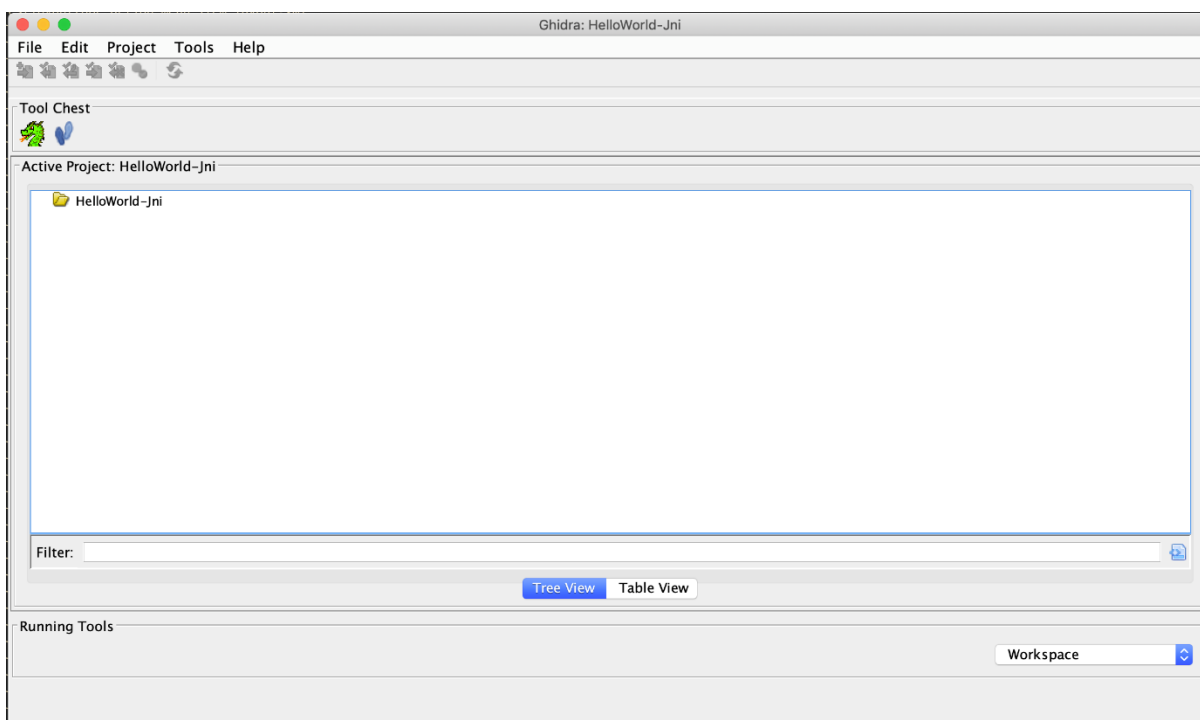 Ghidra: HelloWorld-Jni
File Edit Project Tools Help
Tool Chest
Active Project: HelloWorld-Jni
HelloWorld-Jni
Filter:
Tree View Table View
Running Tools
Workspace